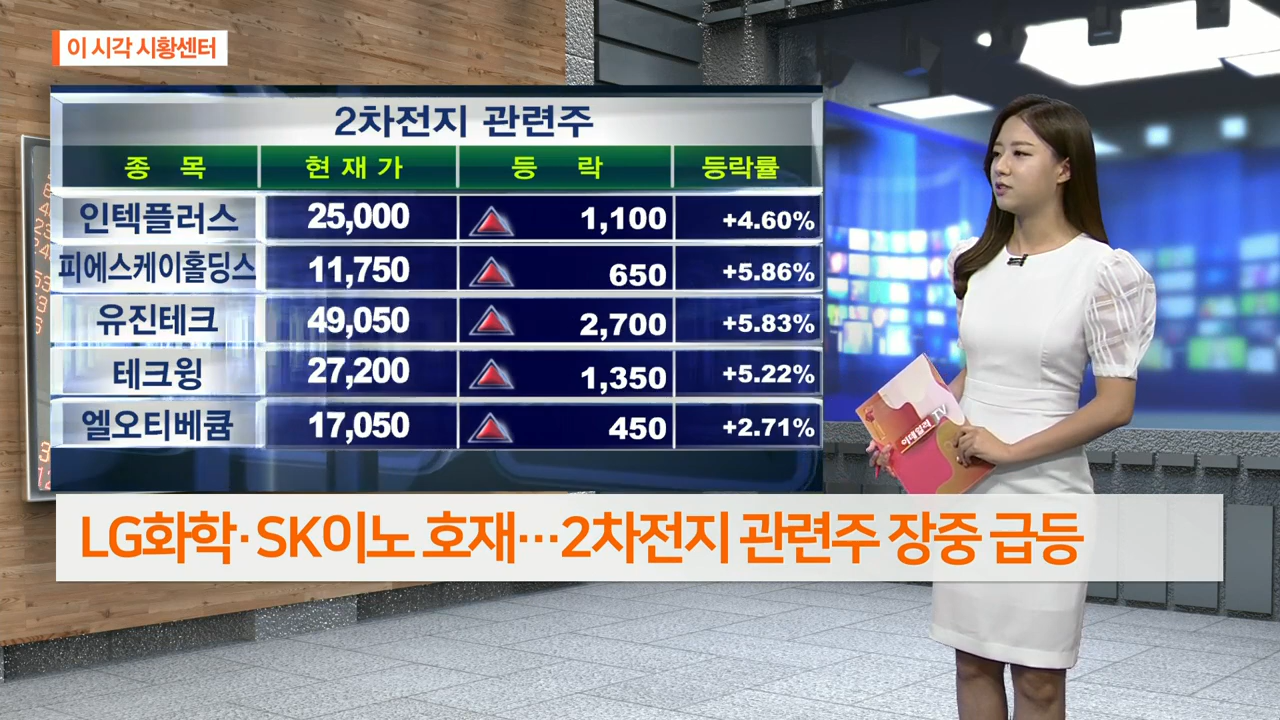 이 시각 시황센터
2차전지 관련주
종 목 현 재 가 등 락 등락률
인텍플러스 25,000 ▲ 1,100 +4.60%
피에스케이홀딩스 11,750 ▲ 650 +5.86%
유진테크 49,050 ▲ 2,700 +5.83%
테크윙 27,200 ▲ 1,350 +5.22%
엘오티베큠 17,050 ▲ 450 +2.71%
이데일리 TV
LG화학·SK이노 호재…2차전지 관련주 장중 급등